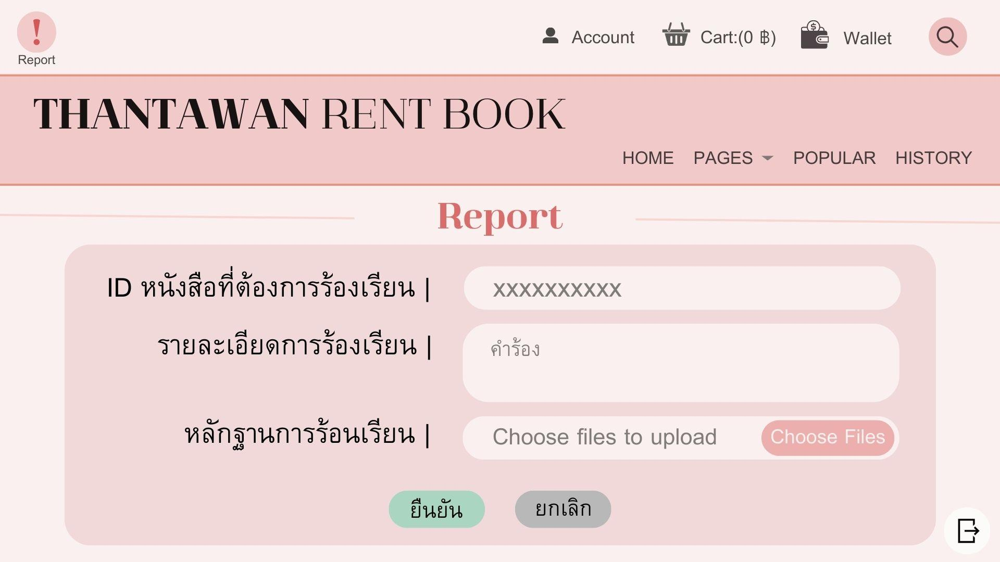 Account Cart:(0 ฿) Wallet
Report
THANTAWAN RENT BOOK
HOME PAGES POPULAR HISTORY
Report
ID หนังสือที่ต้องการร้องเรียน | xxxxxxxxxx
รายละเอียดการร้องเรียน | คำร้อง
หลักฐานการร้อนเรียน | Choose files to upload Choose Files
ยืนยัน ยกเลิก